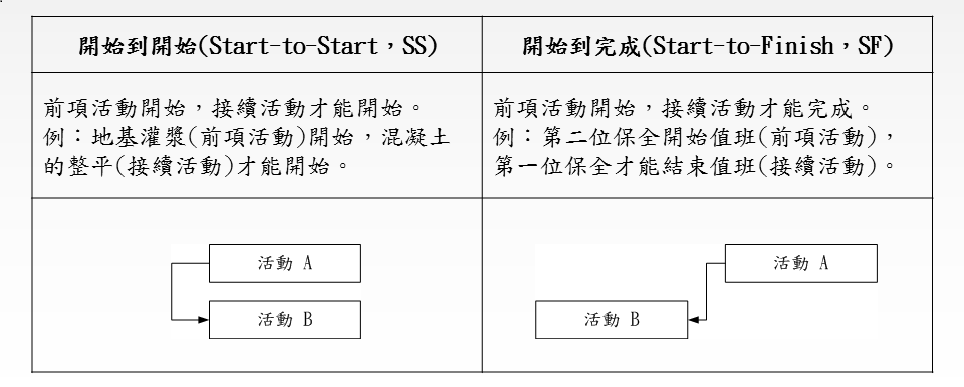 開始到開始(Start-to-Start，SS)
前項活動開始，接續活動才能開始。
例：地基灌漿(前項活動)開始，混凝土
的整平(接續活動)才能開始。
活動 A
活動 B
開始到完成(Start-to-Finish，SF)
前項活動開始，接續活動才能完成。
例：第二位保全開始值班(前項活動)，
第一位保全才能結束值班(接續活動)。
活動 A
活動 B